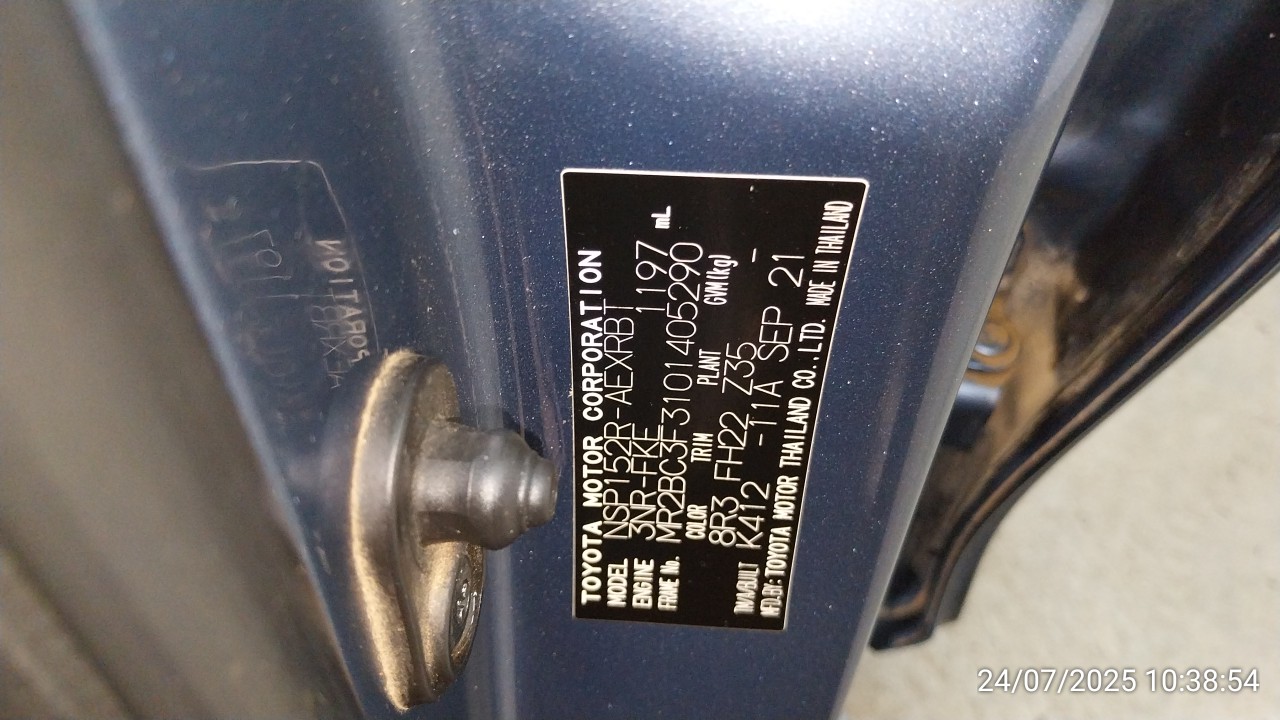 TOYOTA MOTOR CORPORATION
MODEL NSP152R-AEXRBT
ENGINE 3NR-FKE 1197 mL
FRAME No. MR2BC3F3101405290
COLOR TRIM PLANT GVM(kg)
8R3 FH22 Z35 -
TM/A/BUILT K412 -11A SEP 21
MFD.BY: TOYOTA MOTOR THAILAND CO.,LTD. MADE IN THAILAND
24/07/2025 10:38:54